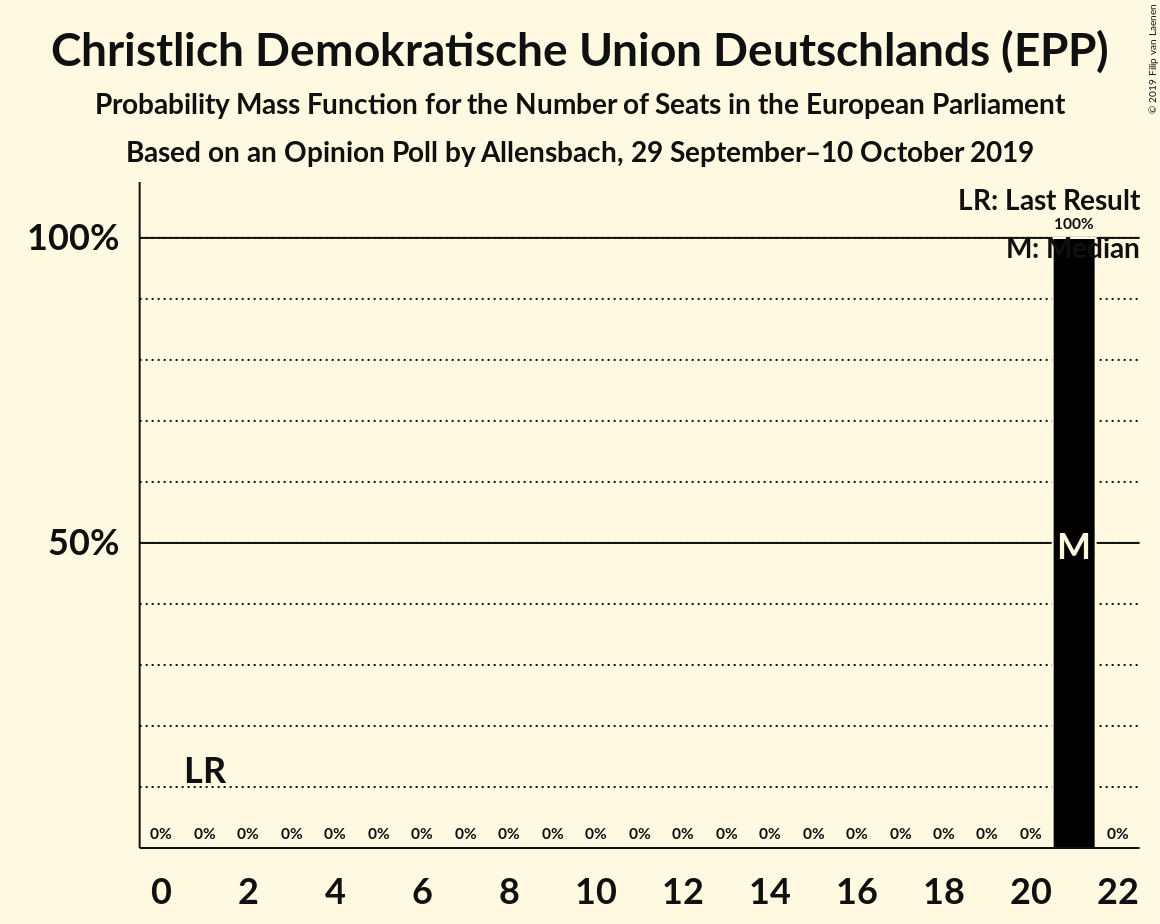 Christlich Demokratische Union Deutschlands (EPP)
Probability Mass Function for the Number of Seats in the European Parliament
Based on an Opinion Poll by Allensbach, 29 September–10 October 2019
© 2019 Filip van Laenen
LR: Last Result
M: Median
100%
100%
50%
M
LR
0% 0% 0% 0% 0% 0% 0% 0% 0% 0% 0% 0% 0% 0% 0% 0% 0% 0% 0% 0% 0% 0%
0 2 4 6 8 10 12 14 16 18 20 22